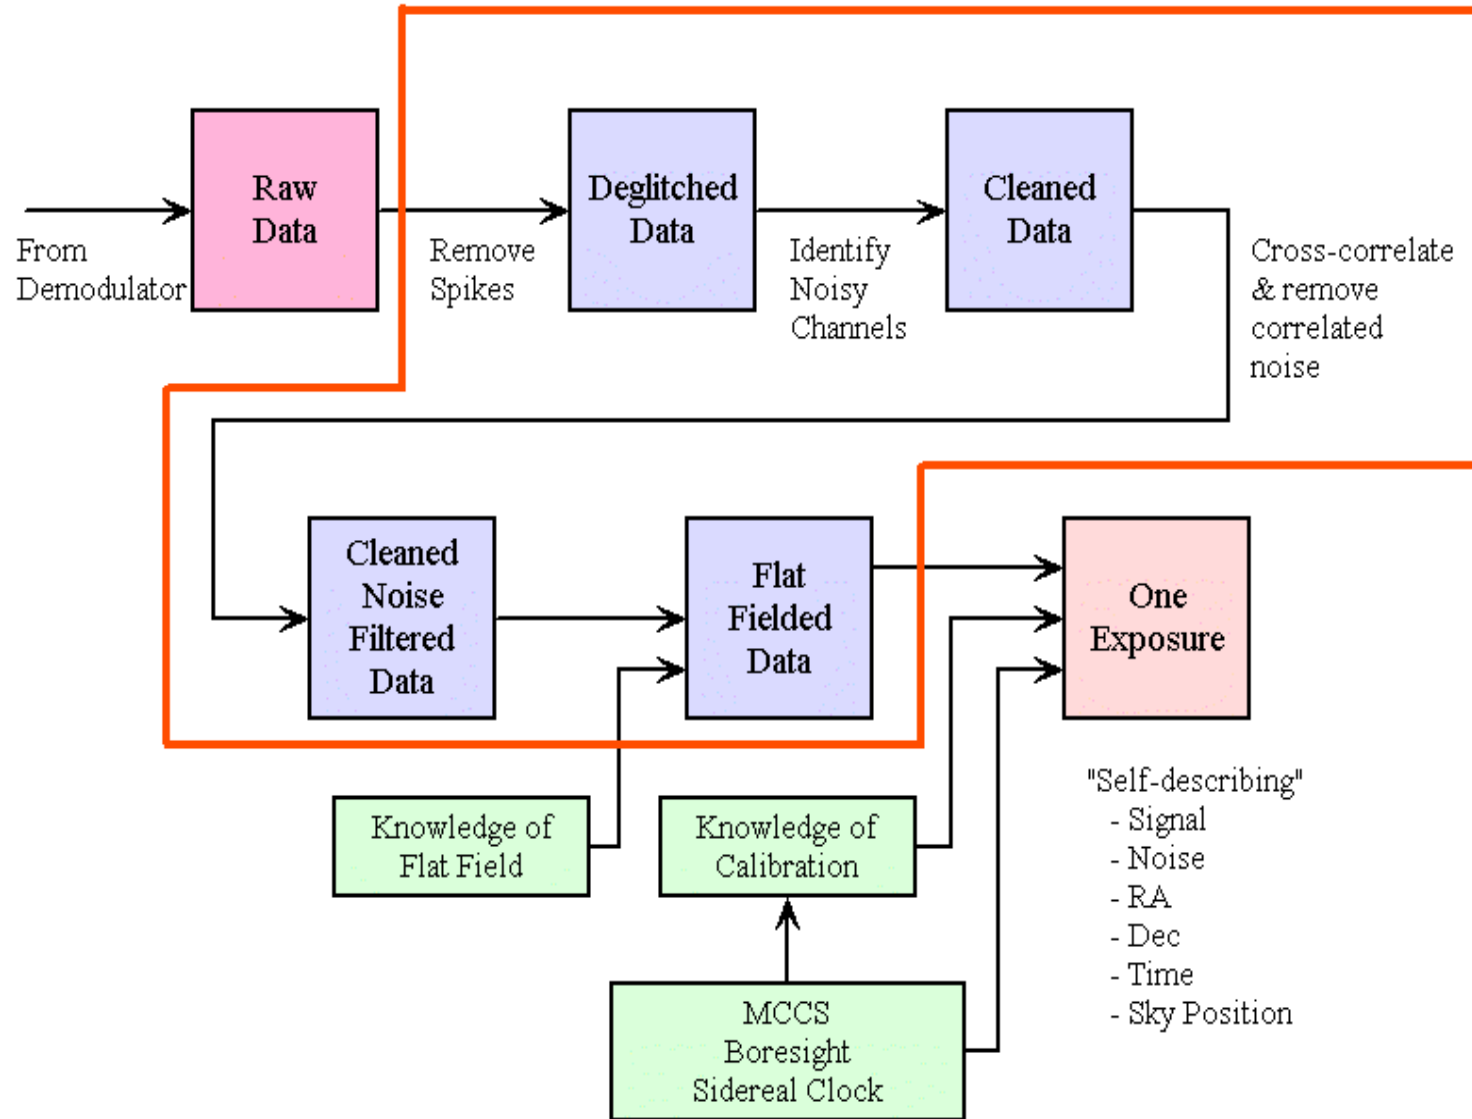 Raw
Data
Deglitched
Data
Cleaned
Data
From
Demodulator
Remove
Spikes
Identify
Noisy
Channels
Cross-correlate
& remove
correlated
noise
Cleaned
Noise
Filtered
Data
Flat
Fielded
Data
One
Exposure
Knowledge of
Flat Field
Knowledge of
Calibration
"Self-describing"
- Signal
- Noise
- RA
- Dec
- Time
- Sky Position
MCCS
Boresight
Sidereal Clock